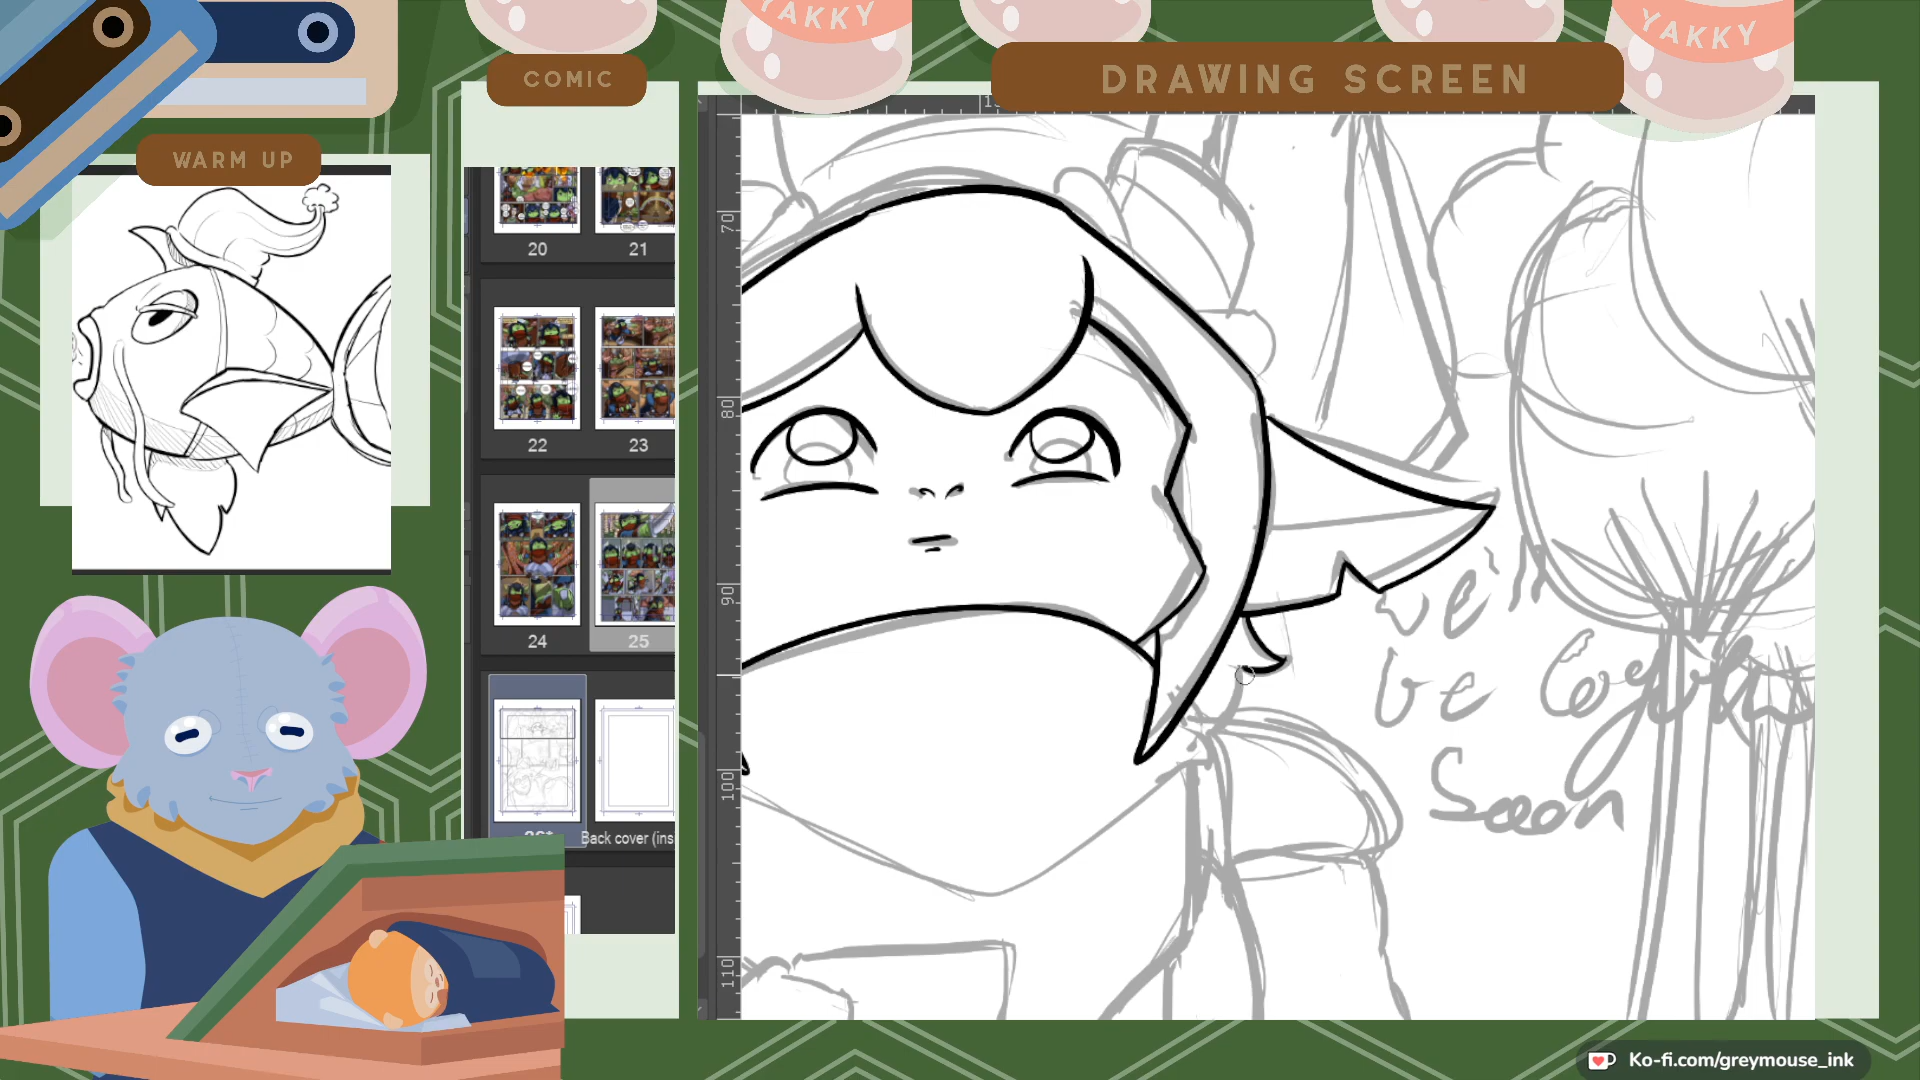 YAKKY
YAKKY
COMIC
DRAWING SCREEN
WARM UP
20
21
22
23
24
25
Back cover (ins
70
80
90
100
110
we'll
be
Soon
Ko-fi.com/greymouse_ink